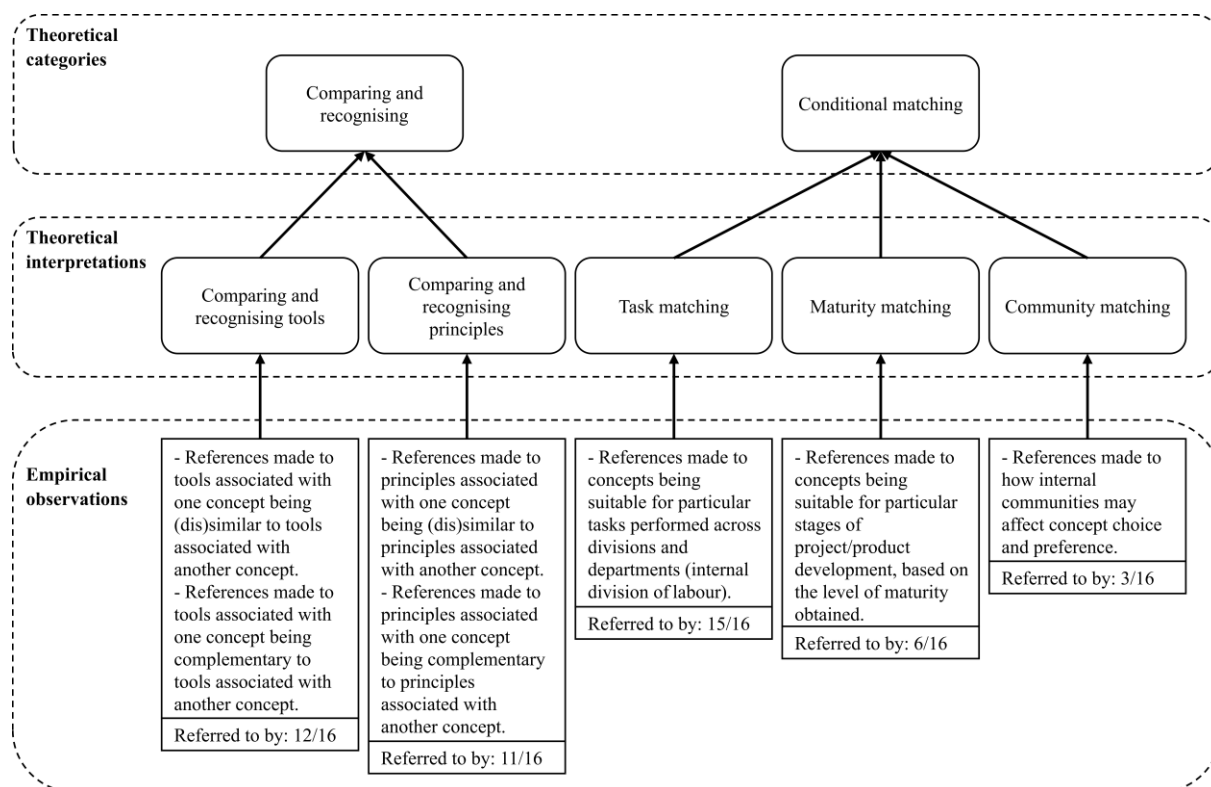 Theoretical
categories
Comparing and
recognising
Conditional matching
Theoretical
interpretations
Comparing and
recognising tools
Comparing and
recognising
principles
Task matching
Maturity matching
Community matching
Empirical
observations
- References made to
tools associated with
one concept being
(dis)similar to tools
associated with
another concept.
- References made to
tools associated with
one concept being
complementary to
tools associated with
another concept.
Referred to by: 12/16
- References made to
principles associated
with one concept
being (dis)similar to
principles associated
with another concept.
- References made to
principles associated
with one concept
being complementary
to principles
associated with
another concept.
Referred to by: 11/16
- References made to
concepts being
suitable for particular
tasks performed across
divisions and
departments (internal
division of labour).
Referred to by: 15/16
- References made to
concepts being
suitable for particular
stages of
project/product
development, based on
the level of maturity
obtained.
Referred to by: 6/16
- References made to
how internal
communities may
affect concept choice
and preference.
Referred to by: 3/16